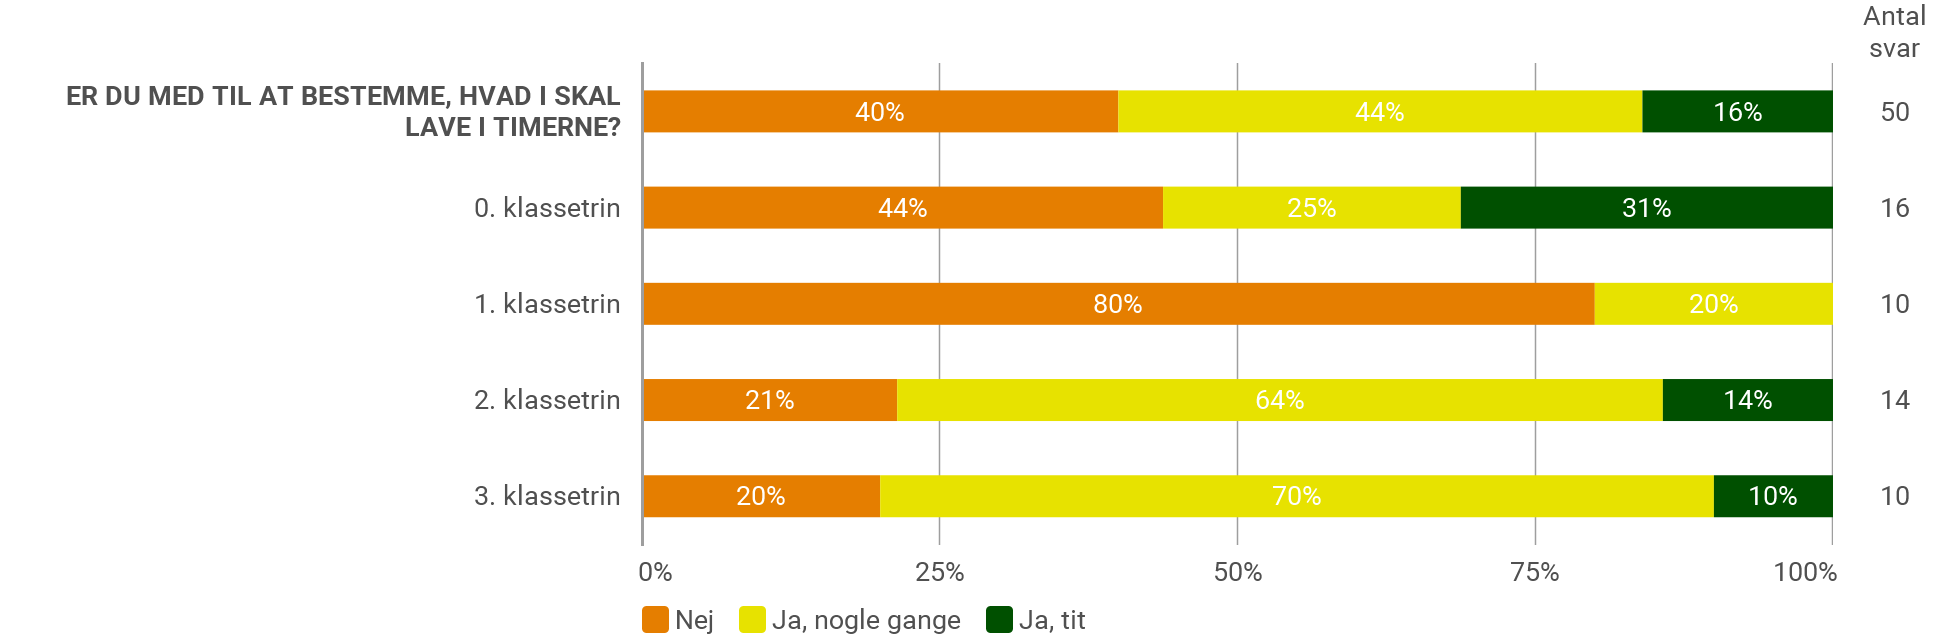 Antal
svar
ER DU MED TIL AT BESTEMME, HVAD I SKAL
LAVE I TIMERNE?
40% 44% 16% 50
0. klassetrin 44% 25% 31% 16
1. klassetrin 80% 20% 10
2. klassetrin 21% 64% 14% 14
3. klassetrin 20% 70% 10% 10
0% 25% 50% 75% 100%
Nej Ja, nogle gange Ja, tit